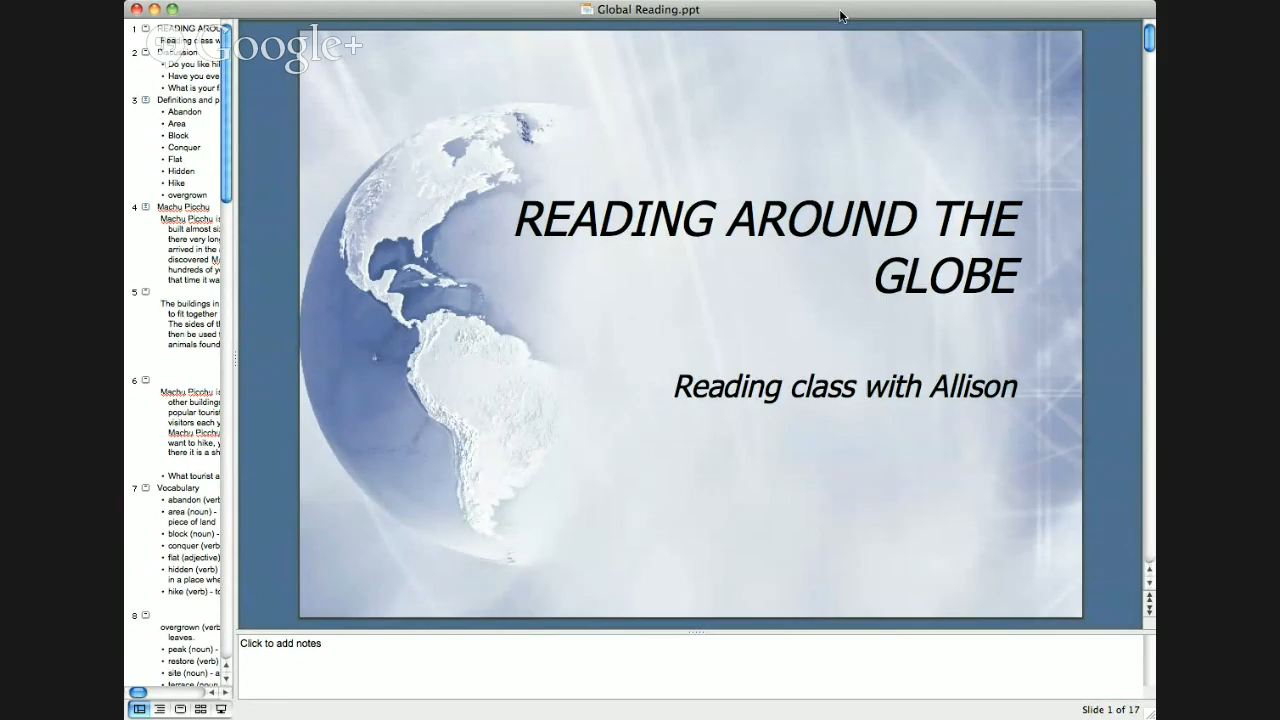 Global Reading.ppt
Google+
1 READING AROU
Reading class w
2 Discussion
• Do you like hi
• Have you eve
• What is your f
3 Definitions and p
• Abandon
• Area
• Block
• Conquer
• Flat
• Hidden
• Hike
• overgrown
4 Machu Picchu
Machu Picchu is
built almost si
there very lon
arrived in the
discovered M
hundreds of y
that time it wa
5
The buildings in
to fit together
The sides of t
then be used
animals found
6
Machu Picchu is
other building
popular touris
visitors each y
Machu Picchu
want to hike, y
there it is a sh
• What tourist a
7 Vocabulary
• abandon (verb
• area (noun) -
piece of land
• block (noun) -
• conquer (verb
• flat (adjective)
• hidden (verb)
in a place whe
• hike (verb) - to
8
overgrown (verb
leaves.
• peak (noun) -
• restore (verb)
• site (noun) - a
• terrace (noun
READING AROUND THE
GLOBE
Reading class with Allison
Click to add notes
Slide 1 of 17